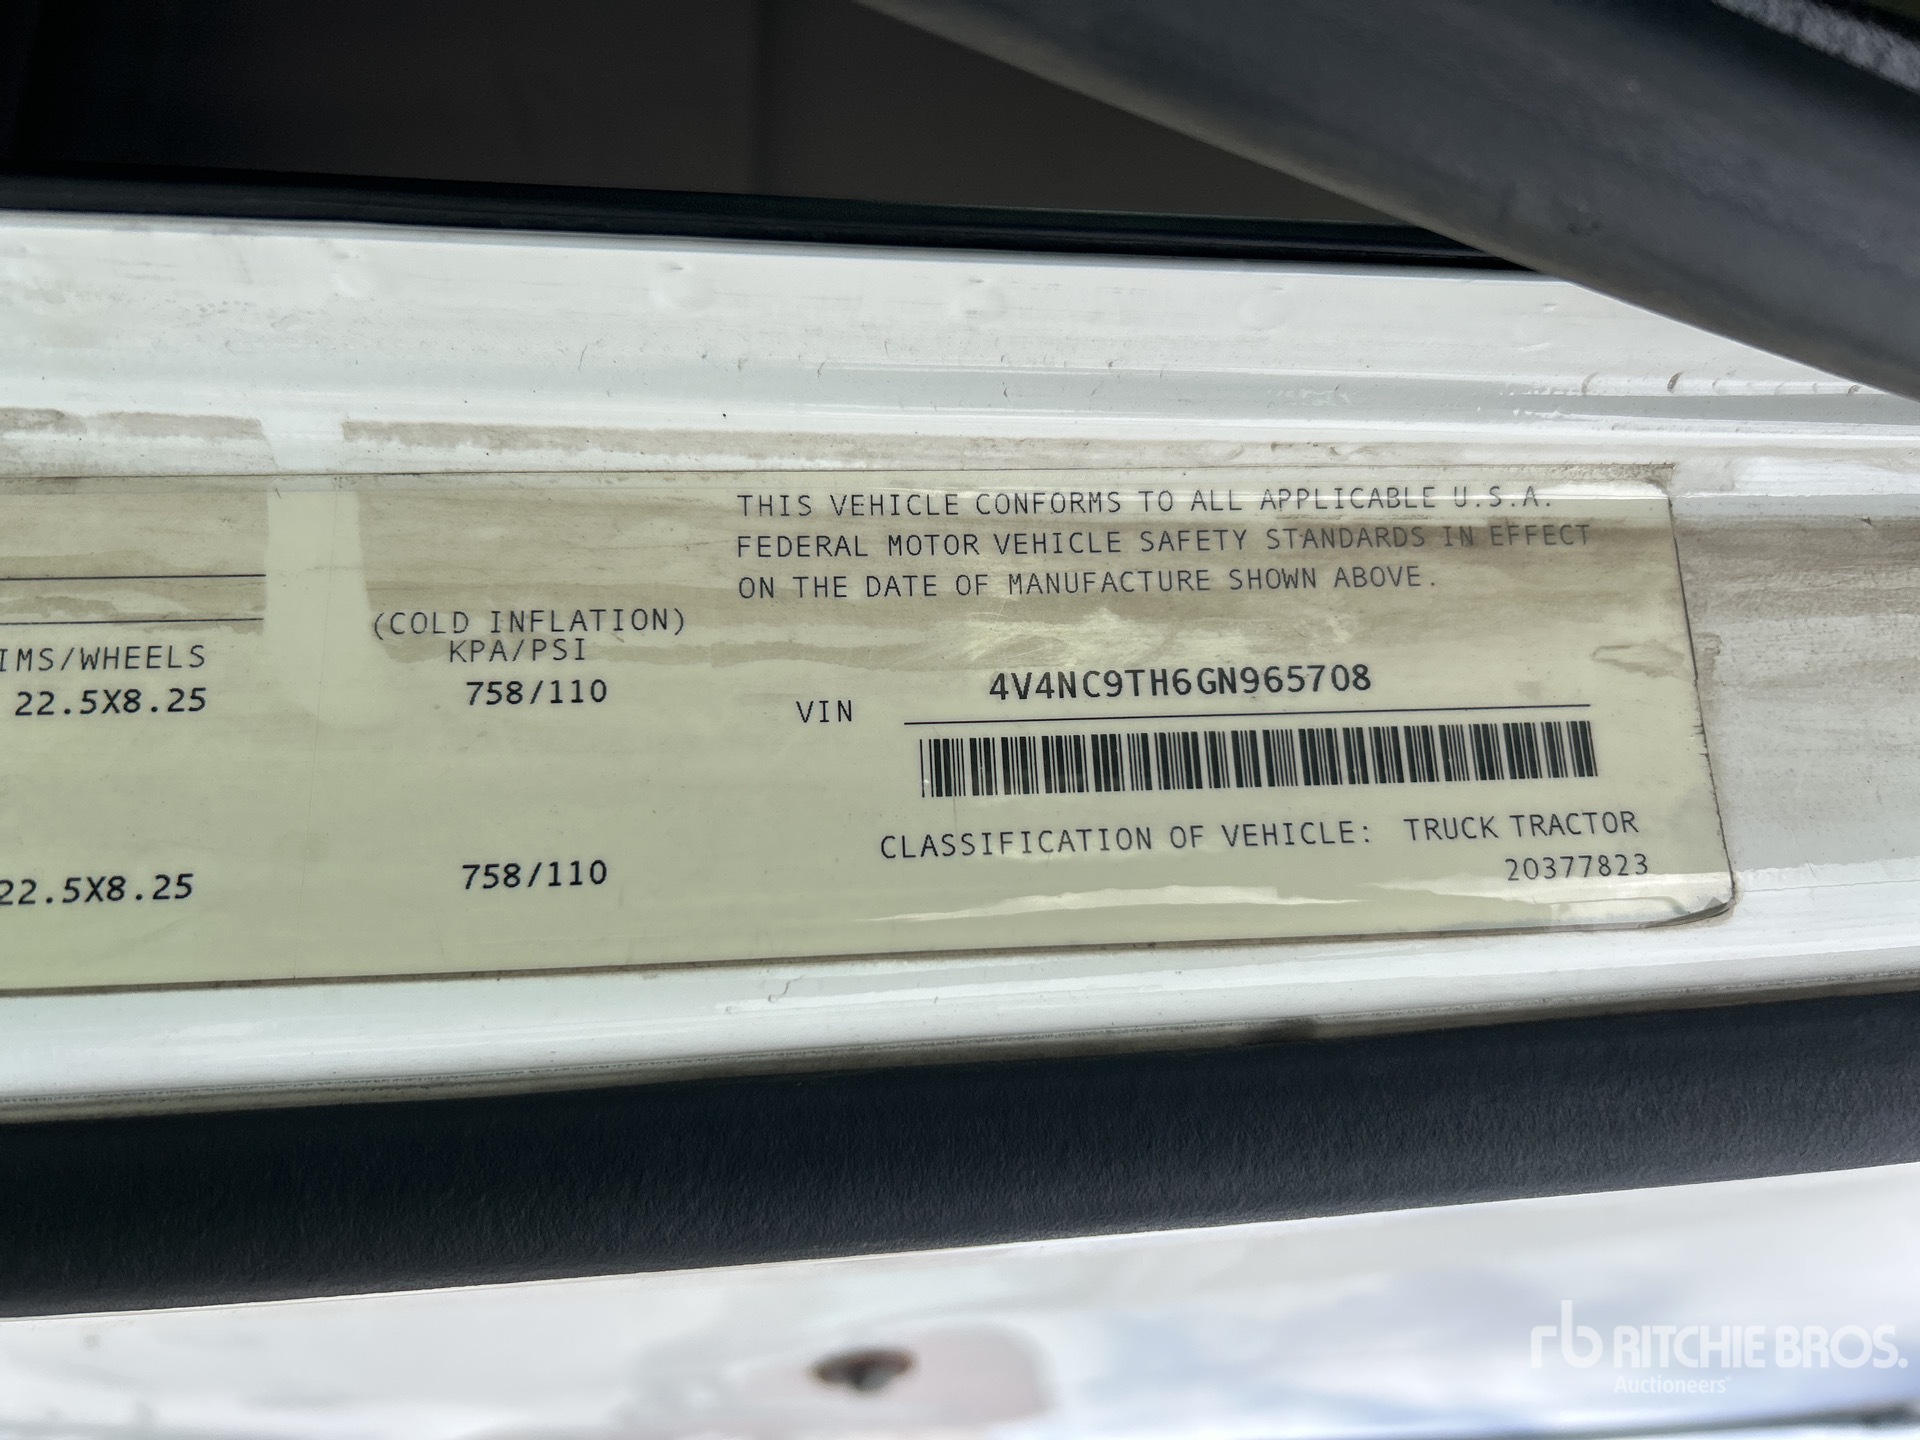 THIS VEHICLE CONFORMS TO ALL APPLICABLE U.S.A.
FEDERAL MOTOR VEHICLE SAFETY STANDARDS IN EFFECT
ON THE DATE OF MANUFACTURE SHOWN ABOVE.
(COLD INFLATION)
IMS/WHEELS KPA/PSI
22.5X8.25 758/110
VIN 4V4NC9TH6GN965708
CLASSIFICATION OF VEHICLE: TRUCK TRACTOR
22.5X8.25 758/110 20377823
rb RITCHIE BROS.
Auctioneers